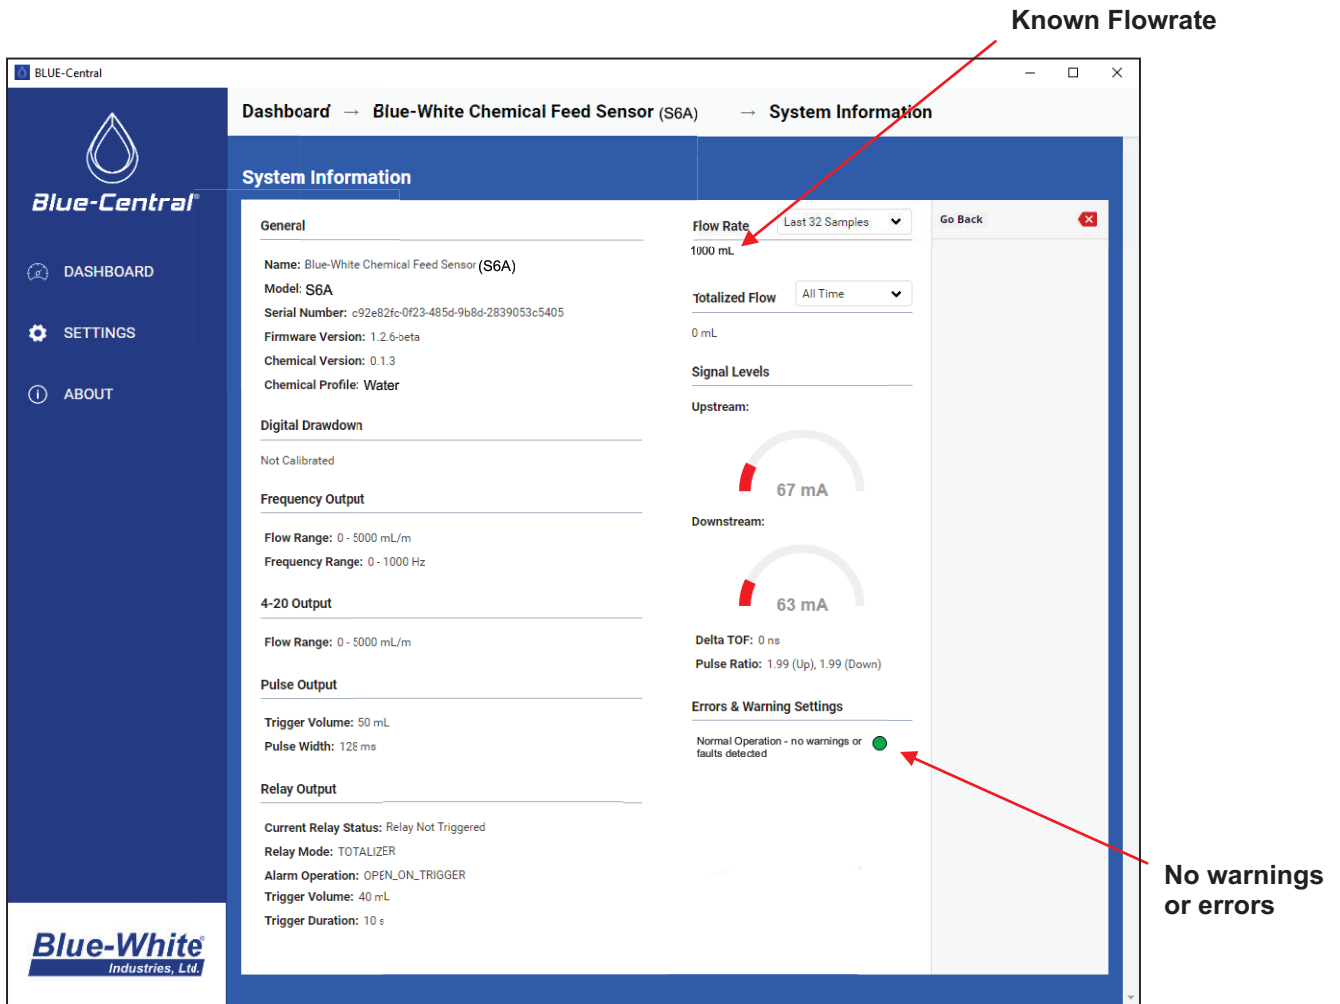 Known Flowrate
BLUE-Central
Dashboard → Blue-White Chemical Feed Sensor (S6A) → System Information
Blue-Central®
DASHBOARD
SETTINGS
ABOUT
System Information
General
Name: Blue-White Chemical Feed Sensor (S6A)
Model: S6A
Serial Number: c92e82fc-0f23-485d-9b8d-2839053c5405
Firmware Version: 1.2.6-beta
Chemical Version: 0.1.3
Chemical Profile: Water
Digital Drawdown
Not Calibrated
Frequency Output
Flow Range: 0 - 5000 mL/m
Frequency Range: 0 - 1000 Hz
4-20 Output
Flow Range: 0 - 5000 mL/m
Pulse Output
Trigger Volume: 50 mL
Pulse Width: 128 ms
Relay Output
Current Relay Status: Relay Not Triggered
Relay Mode: TOTALIZER
Alarm Operation: OPEN_ON_TRIGGER
Trigger Volume: 40 mL
Trigger Duration: 10 s
Flow Rate Last 32 Samples
1000 mL
Totalized Flow All Time
0 mL
Signal Levels
Upstream:
67 mA
Downstream:
63 mA
Delta TOF: 0 ns
Pulse Ratio: 1.99 (Up), 1.99 (Down)
Errors & Warning Settings
Normal Operation - no warnings or
faults detected
Go Back
No warnings
or errors
Blue-White®
Industries, Ltd.